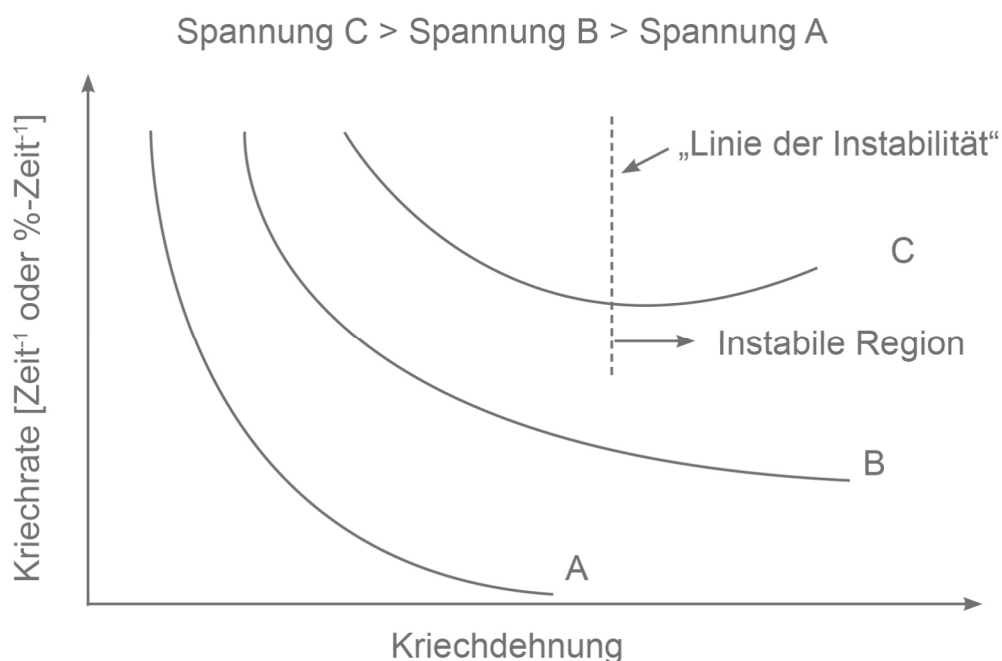 Spannung C > Spannung B > Spannung A
Kriechrate [Zeit⁻¹ oder %-Zeit⁻¹]
„Linie der Instabilität“
C
Instabile Region
B
A
Kriechdehnung